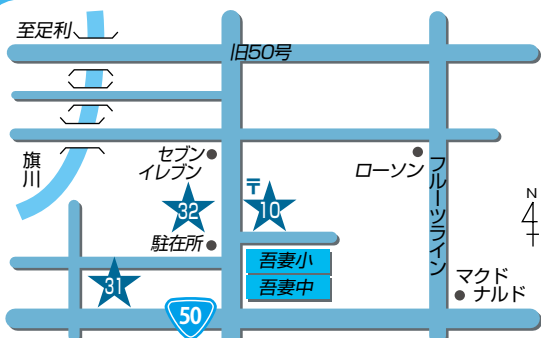 至足利
旧50号
旗川
セブン
イレブン
ローソン
フルーツライン
〒
32
10
N
4
駐在所
吾妻小
吾妻中
31
50
マクド
ナルド